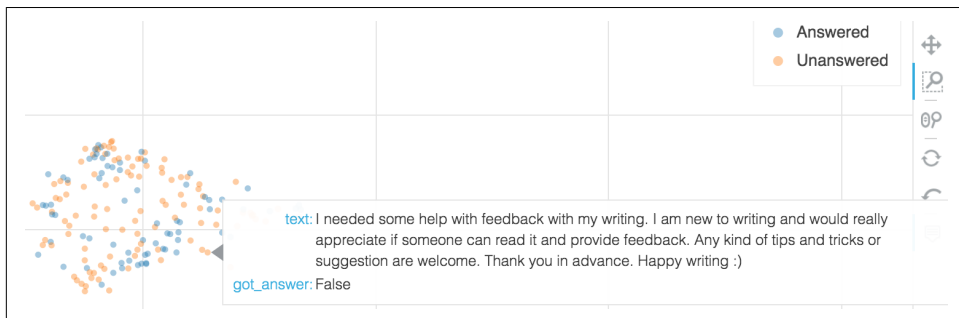 Answered
Unanswered
text: I needed some help with feedback with my writing. I am new to writing and would really
appreciate if someone can read it and provide feedback. Any kind of tips and tricks or
suggestion are welcome. Thank you in advance. Happy writing :)
got_answer: False